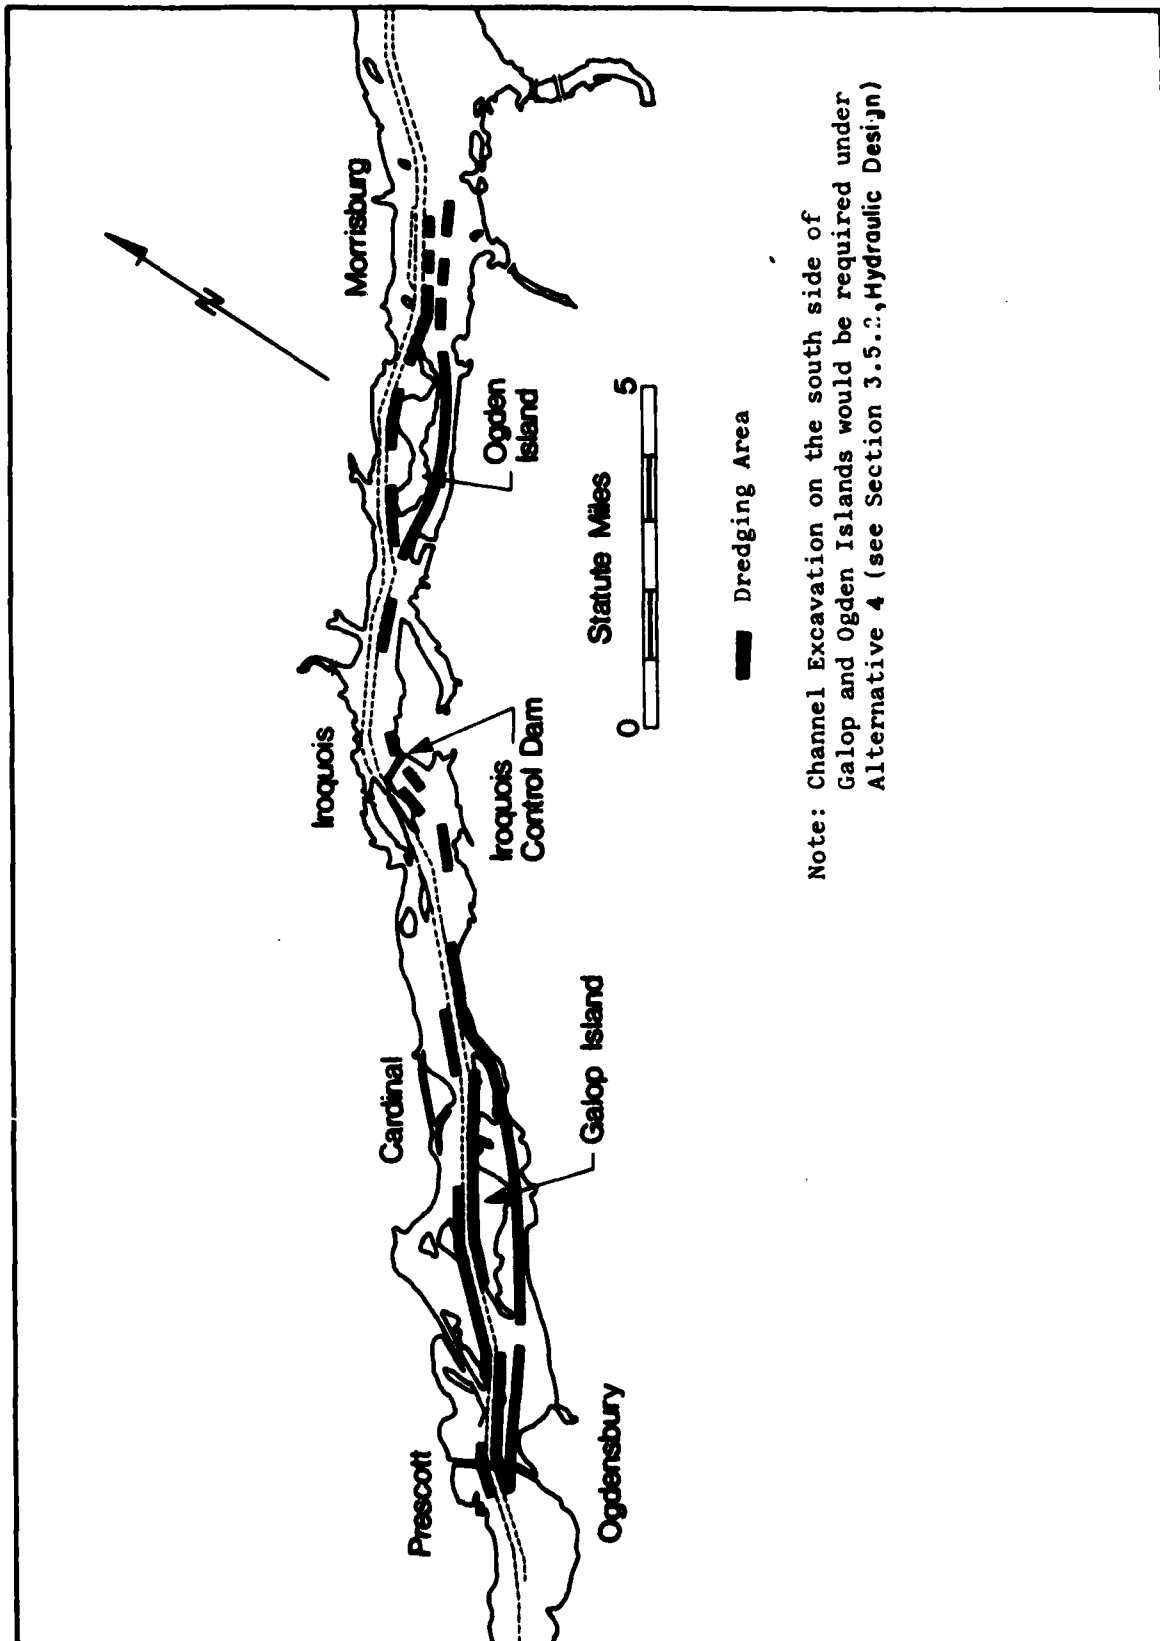 Prescott
Cardinal
Iroquois
Morrisburg
N
Ogdensbury
Galop Island
Iroquois
Control Dam
Ogden
Island
Statute Miles
0 5
Dredging Area
Note: Channel Excavation on the south side of
Galop and Ogden Islands would be required under
Alternative 4 (see Section Hydraulic Design)